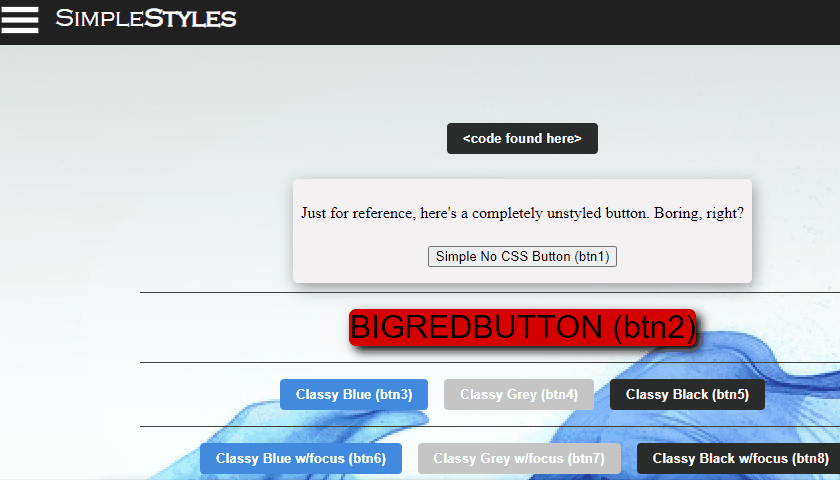 SimpleStyles
<code found here>
Just for reference, here's a completely unstyled button. Boring, right?
Simple No CSS Button (btn1)
BIGREDBUTTON (btn2)
Classy Blue (btn3) Classy Grey (btn4) Classy Black (btn5)
Classy Blue w/focus (btn6) Classy Grey w/focus (btn7) Classy Black w/focus (btn8)